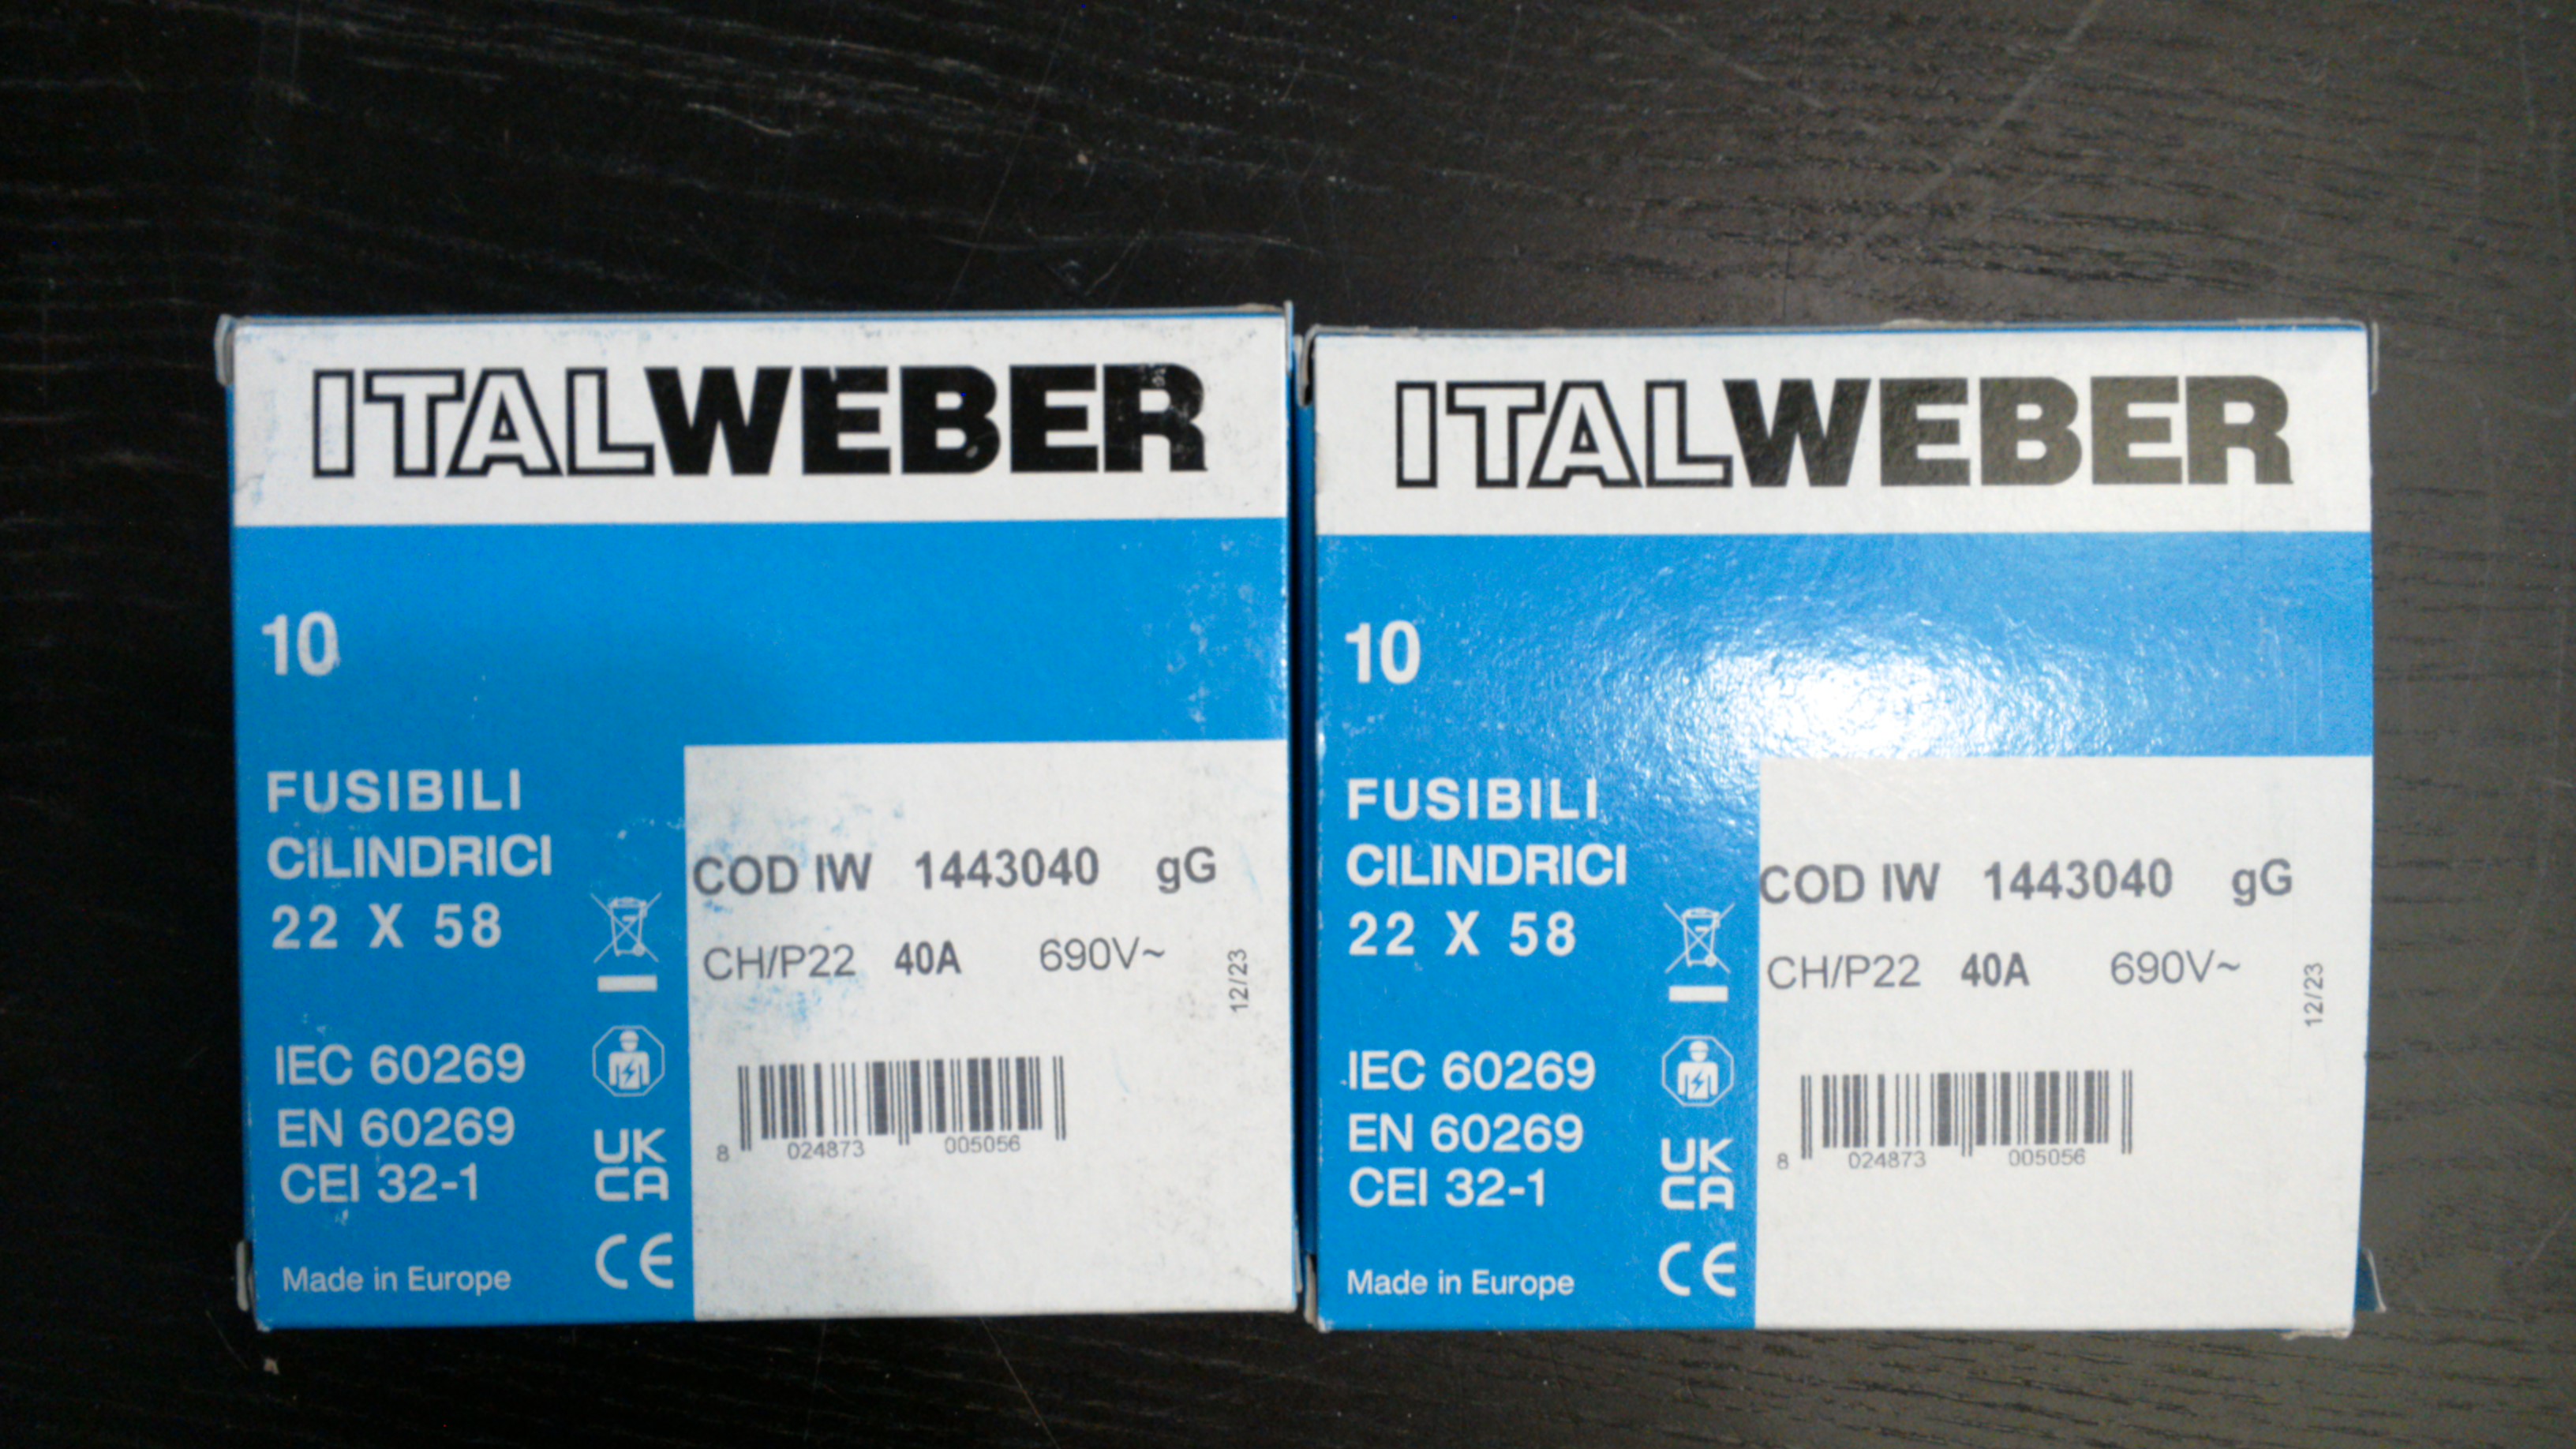 ITALWEBER
10
FUSIBILI
CILINDRICI
22 X 58
COD IW 1443040 gG
CH/P22 40A 690V~
12/23
IEC 60269
EN 60269
CEI 32-1
UK
CA
CE
Made in Europe
8 024873 005056
ITALWEBER
10
FUSIBILI
CILINDRICI
22 X 58
COD IW 1443040 gG
CH/P22 40A 690V~
12/23
IEC 60269
EN 60269
CEI 32-1
UK
CA
CE
Made in Europe
8 024873 005056